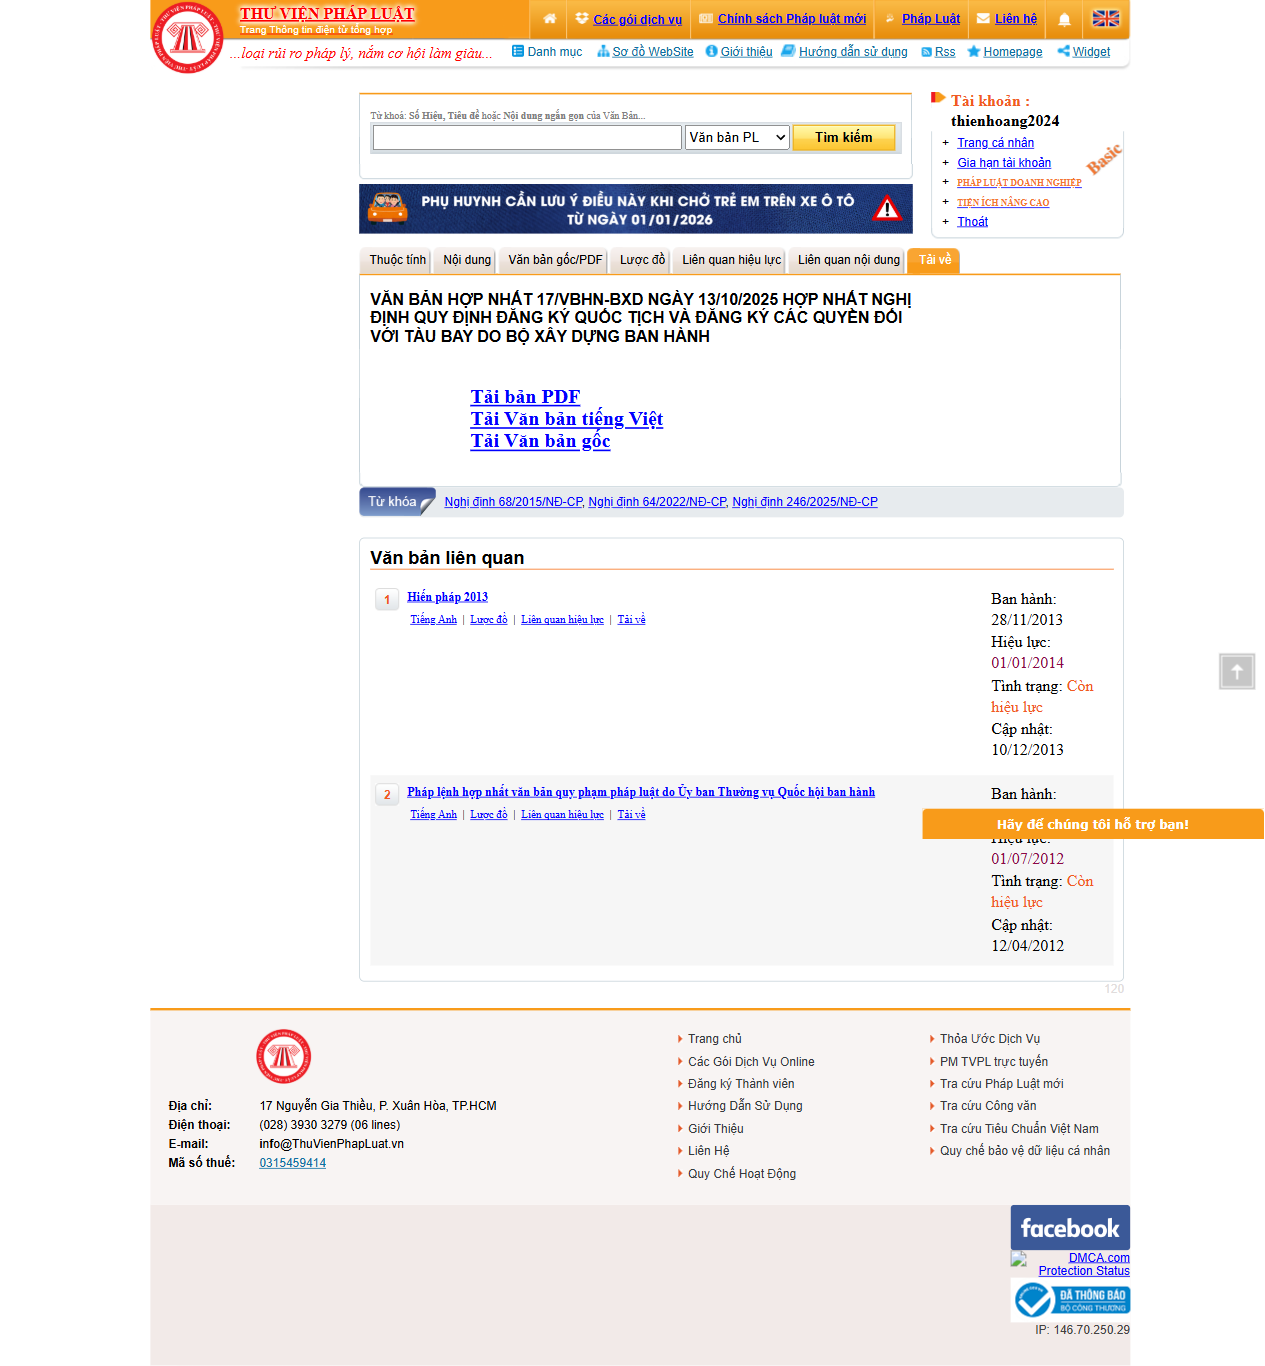 THƯ VIỆN PHÁP LUẬT
Trang Thông tin điện tử tổng hợp
...loại rủi ro pháp lý, nắm cơ hội làm giàu...
Các gói dịch vụ
Chính sách Pháp luật mới
Pháp Luật
Liên hệ
Danh mục
Sơ đồ WebSite
Giới thiệu
Hướng dẫn sử dụng
Rss
Homepage
Widget
Từ khoá: Số Hiệu, Tiêu đề hoặc Nội dung ngắn gọn của Văn Bản...
Văn bản PL
Tìm kiếm
Tài khoản :
thienhoang2024
+ Trang cá nhân
+ Gia hạn tài khoản
+ PHÁP LUẬT DOANH NGHIỆP
+ TIỆN ÍCH NÂNG CAO
+ Thoát
Basic
PHỤ HUYNH CẦN LƯU Ý ĐIỀU NÀY KHI CHỞ TRẺ EM TRÊN XE Ô TÔ
TỪ NGÀY 01/01/2026
Thuộc tính
Nội dung
Văn bản gốc/PDF
Lược đồ
Liên quan hiệu lực
Liên quan nội dung
Tải về
VĂN BẢN HỢP NHẤT 17/VBHN-BXD NGÀY 13/10/2025 HỢP NHẤT NGHỊ
ĐỊNH QUY ĐỊNH ĐĂNG KÝ QUỐC TỊCH VÀ ĐĂNG KÝ CÁC QUYỀN ĐỐI
VỚI TÀU BAY DO BỘ XÂY DỰNG BAN HÀNH
Tải bản PDF
Tải Văn bản tiếng Việt
Tải Văn bản gốc
Từ khóa
Nghị định 68/2015/NĐ-CP, Nghị định 64/2022/NĐ-CP, Nghị định 246/2025/NĐ-CP
Văn bản liên quan
1
Hiến pháp 2013
Tiếng Anh | Lược đồ | Liên quan hiệu lực | Tải về
Ban hành:
28/11/2013
Hiệu lực:
01/01/2014
Tình trạng: Còn
hiệu lực
Cập nhật:
10/12/2013
2
Pháp lệnh hợp nhất văn bản quy phạm pháp luật do Ủy ban Thường vụ Quốc hội ban hành
Tiếng Anh | Lược đồ | Liên quan hiệu lực | Tải về
Ban hành:
Hãy để chúng tôi hỗ trợ bạn!
Hiệu lực:
01/07/2012
Tình trạng: Còn
hiệu lực
Cập nhật:
12/04/2012
120
Địa chỉ: 17 Nguyễn Gia Thiều, P. Xuân Hòa, TP.HCM
Điện thoại: (028) 3930 3279 (06 lines)
E-mail: info@ThuVienPhapLuat.vn
Mã số thuế: 0315459414
Trang chủ
Các Gói Dịch Vụ Online
Đăng ký Thành viên
Hướng Dẫn Sử Dụng
Giới Thiệu
Liên Hệ
Quy Chế Hoạt Động
Thỏa Ước Dịch Vụ
PM TVPL trực tuyến
Tra cứu Pháp Luật mới
Tra cứu Công văn
Tra cứu Tiêu Chuẩn Việt Nam
Quy chế bảo vệ dữ liệu cá nhân
facebook
DMCA.com
Protection Status
ĐÃ THÔNG BÁO
BỘ CÔNG THƯƠNG
IP: 146.70.250.29